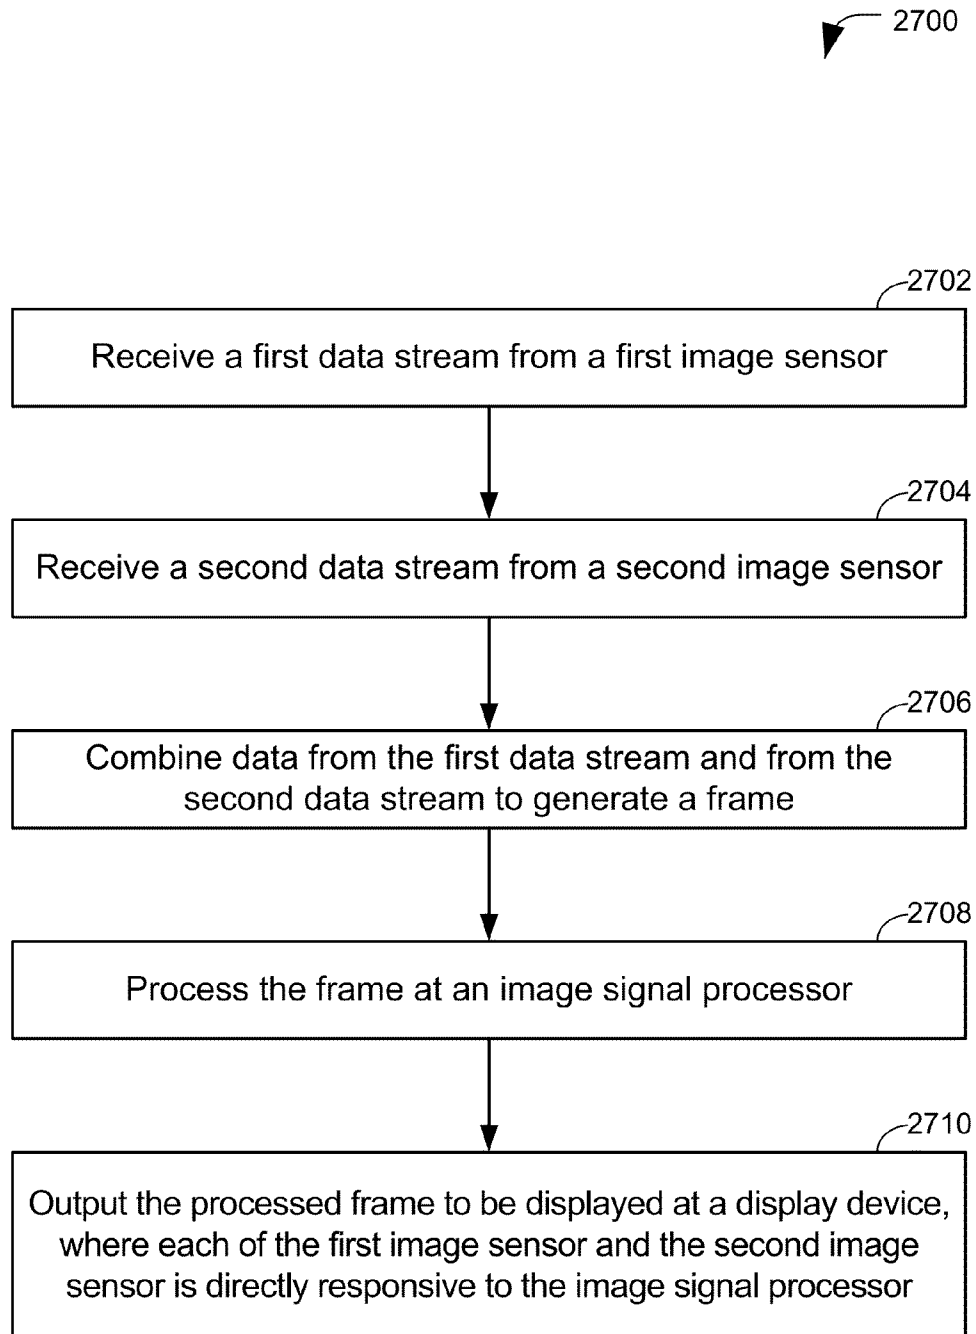 2700
2702
Receive a first data stream from a first image sensor
2704
Receive a second data stream from a second image sensor
2706
Combine data from the first data stream and from the
second data stream to generate a frame
2708
Process the frame at an image signal processor
2710
Output the processed frame to be displayed at a display device,
where each of the first image sensor and the second image
sensor is directly responsive to the image signal processor